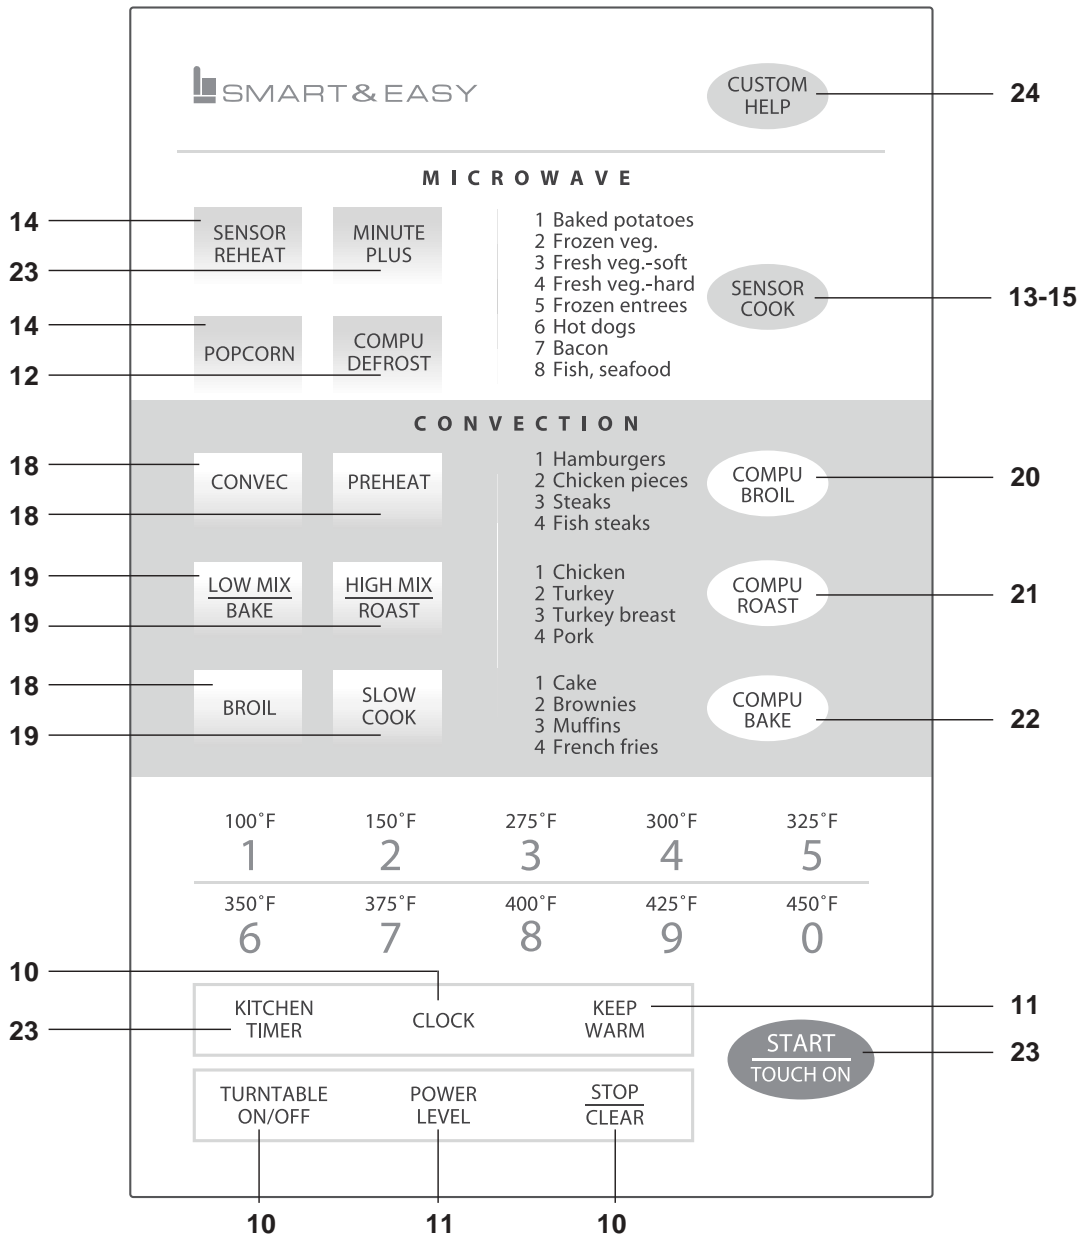 SMART & EASY
CUSTOM
HELP
24
MICROWAVE
14
SENSOR
REHEAT
MINUTE
PLUS
23
1 Baked potatoes
2 Frozen veg.
3 Fresh veg.-soft
4 Fresh veg.-hard
5 Frozen entrees
6 Hot dogs
7 Bacon
8 Fish, seafood
SENSOR
COOK
13-15
14
POPCORN
COMPU
DEFROST
12
CONVECTION
18
CONVEC
PREHEAT
18
1 Hamburgers
2 Chicken pieces
3 Steaks
4 Fish steaks
COMPU
BROIL
20
19
LOW MIX
BAKE
HIGH MIX
ROAST
19
1 Chicken
2 Turkey
3 Turkey breast
4 Pork
COMPU
ROAST
21
18
BROIL
SLOW
COOK
19
1 Cake
2 Brownies
3 Muffins
4 French fries
COMPU
BAKE
22
100˚F 150˚F 275˚F 300˚F 325˚F
1 2 3 4 5
350˚F 375˚F 400˚F 425˚F 450˚F
6 7 8 9 0
10
KITCHEN
TIMER
23
CLOCK
KEEP
WARM
11
START
TOUCH ON
23
TURNTABLE
ON/OFF
POWER
LEVEL
STOP
CLEAR
10 11 10